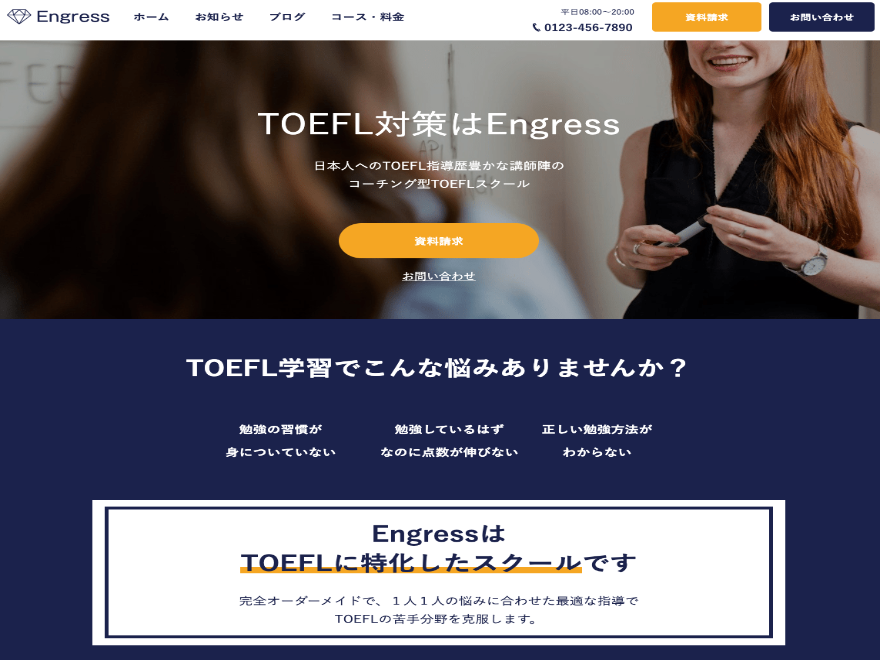 Engress
ホーム
お知らせ
ブログ
コース・料金
平日08:00〜20:00
0123-456-7890
資料請求
お問い合わせ
TOEFL対策はEngress
日本人へのTOEFL指導歴豊かな講師陣の
コーチング型TOEFLスクール
資料請求
お問い合わせ
TOEFL学習でこんな悩みありませんか？
勉強の習慣が
身についていない
勉強しているはず
なのに点数が伸びない
正しい勉強方法が
わからない
Engressは
TOEFLに特化したスクールです
完全オーダーメイドで、１人１人の悩みに合わせた最適な指導で
TOEFLの苦手分野を克服します。